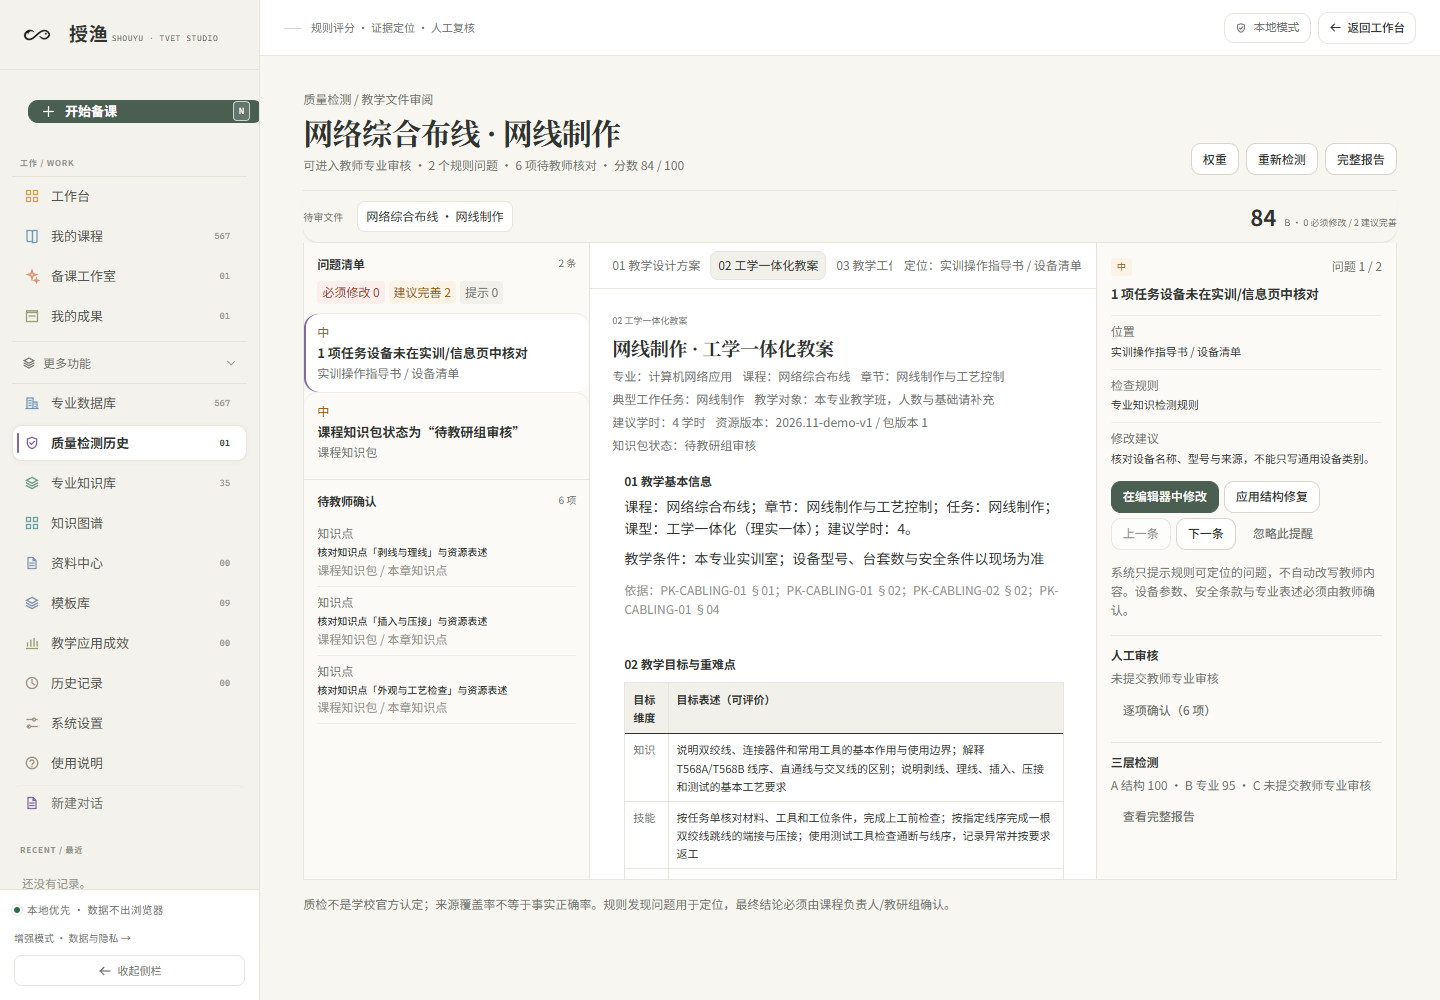 授渔 SHOUYU · TVET STUDIO
开始备课 N
工作 / WORK
工作台
我的课程 567
备课工作室 01
我的成果 01
更多功能
专业数据库 567
质量检测历史 01
专业知识库 35
知识图谱
资料中心 00
模板库 09
教学应用成效 00
历史记录 00
系统设置
使用说明
新建对话
RECENT / 最近
还没有记录。
本地优先 · 数据不出浏览器
增强模式 · 数据与隐私 →
← 收起侧栏
规则评分 · 证据定位 · 人工复核
本地模式
← 返回工作台
质量检测 / 教学文件审阅
网络综合布线 · 网线制作
可进入教师专业审核 · 2 个规则问题 · 6 项待教师核对 · 分数 84 / 100
权重
重新检测
完整报告
待审文件
网络综合布线 · 网线制作
84 B · 0 必须修改 / 2 建议完善
问题清单 2 条
必须修改 0 建议完善 2 提示 0
中
1 项任务设备未在实训/信息页中核对
实训操作指导书 / 设备清单
中
课程知识包状态为“待教研组审核”
课程知识包
待教师确认 6 项
知识点
核对知识点「剥线与理线」与资源表述
课程知识包 / 本章知识点
知识点
核对知识点「插入与压接」与资源表述
课程知识包 / 本章知识点
知识点
核对知识点「外观与工艺检查」与资源表述
课程知识包 / 本章知识点
01 教学设计方案 02 工学一体化教案 03 教学工 定位：实训操作指导书 / 设备清单
02 工学一体化教案
网线制作 · 工学一体化教案
专业：计算机网络应用 课程：网络综合布线 章节：网线制作与工艺控制
典型工作任务：网线制作 教学对象：本专业教学班，人数与基础请补充
建议学时：4 学时 资源版本：2026.11-demo-v1 / 包版本 1
知识包状态：待教研组审核
01 教学基本信息
课程：网络综合布线；章节：网线制作与工艺控制；任务：网线制作；
课型：工学一体化（理实一体）；建议学时：4。
教学条件：本专业实训室；设备型号、台套数与安全条件以现场为准
依据：PK-CABLING-01 §01；PK-CABLING-01 §02；PK-CABLING-02 §02；PK-
CABLING-01 §04
02 教学目标与重难点
目标 目标表述（可评价）
维度
知识 说明双绞线、连接器件和常用工具的基本作用与使用边界；解释
T568A/T568B 线序、直通线与交叉线的区别；说明剥线、理线、插入、压接
和测试的基本工艺要求
技能 按任务单核对材料、工具和工位条件，完成上工前检查；按指定线序完成一根
双绞线跳线的端接与压接；使用测试工具检查通断与线序，记录异常并按要求
返工
中 问题 1 / 2
1 项任务设备未在实训/信息页中核对
位置
实训操作指导书 / 设备清单
检查规则
专业知识检测规则
修改建议
核对设备名称、型号与来源，不能只写通用设备类别。
在编辑器中修改 应用结构修复
上一条 下一条 忽略此提醒
系统只提示规则可定位的问题，不自动改写教师内
容。设备参数、安全条款与专业表述必须由教师确
认。
人工审核
未提交教师专业审核
逐项确认（6 项）
三层检测
A 结构 100 · B 专业 95 · C 未提交教师专业审核
查看完整报告
质检不是学校官方认定；来源覆盖率不等于事实正确率。规则发现问题用于定位，最终结论必须由课程负责人/教研组确认。